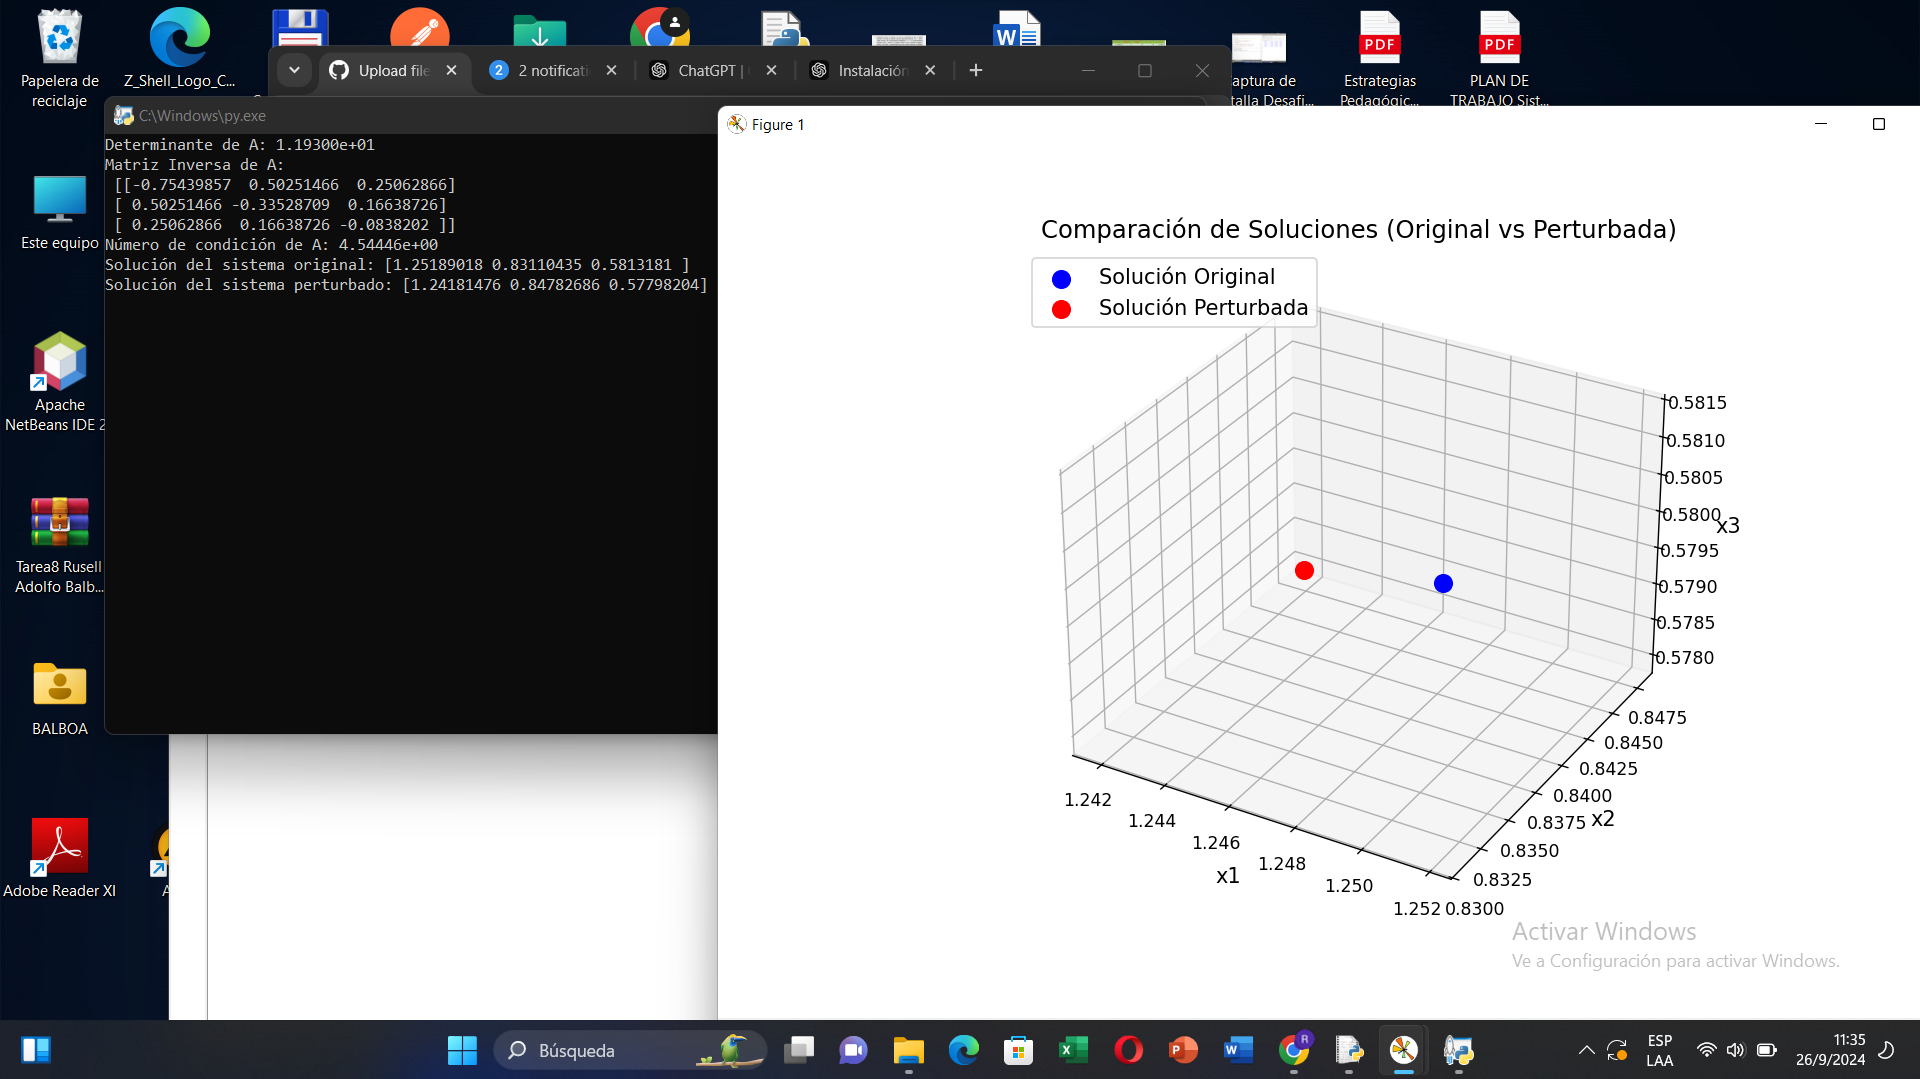 Papelera de
reciclaje
Z_Shell_Logo_C...
Captura de
PDF
Estrategias
Pedagógic...
PDF
PLAN DE
TRABAJO Sist...
Upload file
2
2 notificati
ChatGPT |
Instalación
C:\Windows\py.exe
Determinante de A: 1.19300e+01
Matriz Inversa de A:
[[-0.75439857 0.50251466 0.25062866]
[ 0.50251466 -0.33528709 0.16638726]
[ 0.25062866 0.16638726 -0.0838202 ]]
Número de condición de A: 4.54446e+00
Solución del sistema original: [1.25189018 0.83110435 0.5813181 ]
Solución del sistema perturbado: [1.24181476 0.84782686 0.57798204]
Este equipo
Apache
NetBeans IDE 2
Tarea8 Rusell
Adolfo Balb...
BALBOA
Adobe Reader XI
A
Figure 1
Comparación de Soluciones (Original vs Perturbada)
Solución Original
Solución Perturbada
0.5815
0.5810
0.5805
0.5800
x3
0.5795
0.5790
0.5785
0.5780
0.8475
0.8450
0.8425
0.8400
0.8375
x2
0.8350
0.8325
0.8300
1.242
1.244
1.246
1.248
1.250
1.252
x1
Activar Windows
Ve a Configuración para activar Windows.
Búsqueda
R
ESP
LAA
11:35
26/9/2024